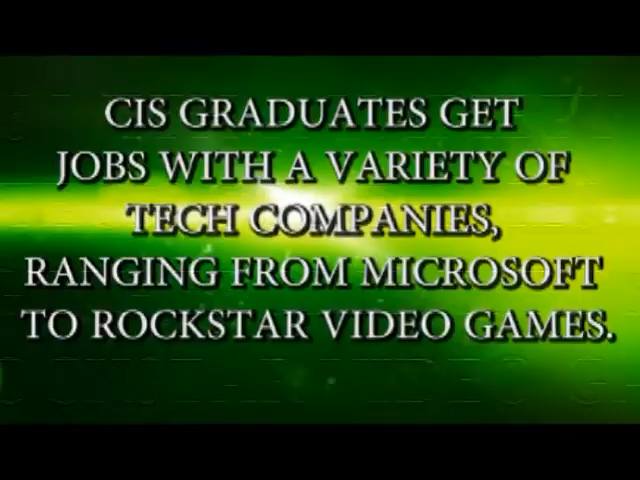 CIS GRADUATES GET
JOBS WITH A VARIETY OF
TECH COMPANIES,
RANGING FROM MICROSOFT
TO ROCKSTAR VIDEO GAMES.